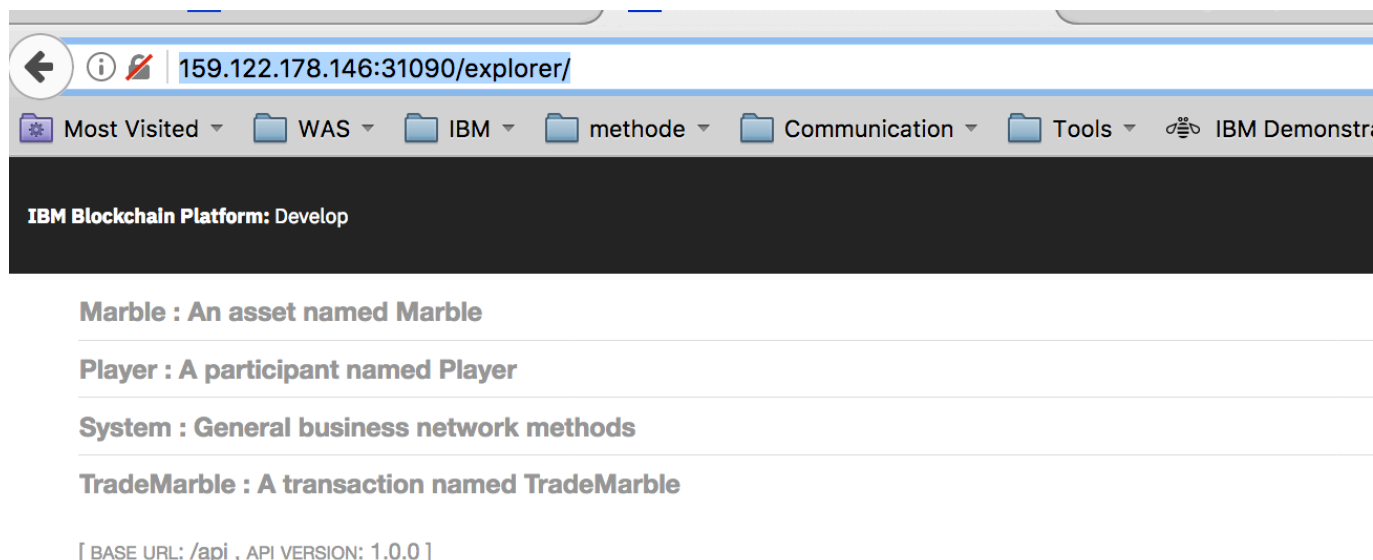 159.122.178.146:31090/explorer/
Most Visited WAS IBM methode Communication Tools IBM Demonstra
IBM Blockchain Platform: Develop
Marble : An asset named Marble
Player : A participant named Player
System : General business network methods
TradeMarble : A transaction named TradeMarble
[ BASE URL: /api , API VERSION: 1.0.0 ]